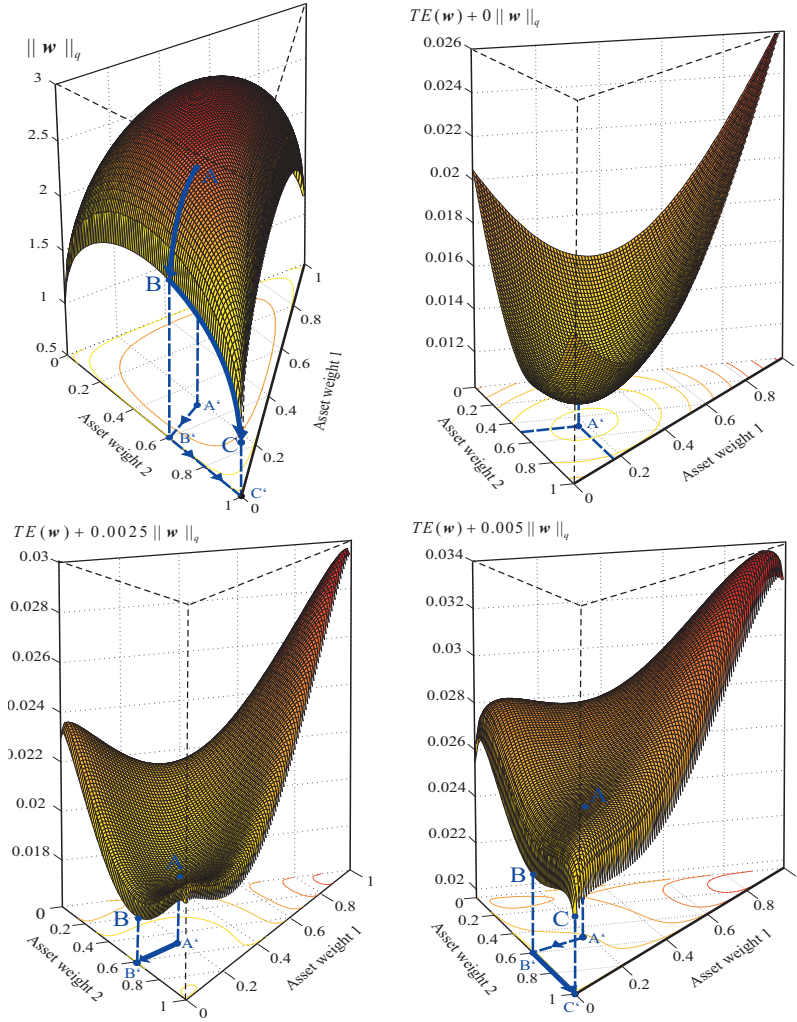 || w ||q
3
2.5
2
1.5
1
0.5
0
0.2
0.4
0.6
0.8
1
Asset weight 2
0
0.2
0.4
0.6
0.8
1
Asset weight 1
A
B
C
A‘
B‘
C‘
TE(w) + 0 || w ||q
0.026
0.024
0.022
0.02
0.018
0.016
0.014
0.012
0
0.2
0.4
0.6
0.8
1
Asset weight 2
0
0.2
0.4
0.6
0.8
1
Asset weight 1
A‘
TE(w) + 0.0025 || w ||q
0.03
0.028
0.026
0.024
0.022
0.02
0.018
0
0.2
0.4
0.6
0.8
1
Asset weight 2
0
0.2
0.4
0.6
0.8
1
Asset weight 1
A
B
A‘
B‘
TE(w) + 0.005 || w ||q
0.034
0.032
0.03
0.028
0.026
0.024
0.022
0.02
0
0.2
0.4
0.6
0.8
1
Asset weight 2
0
0.2
0.4
0.6
0.8
1
Asset weight 1
A
B
C
A‘
B‘
C‘